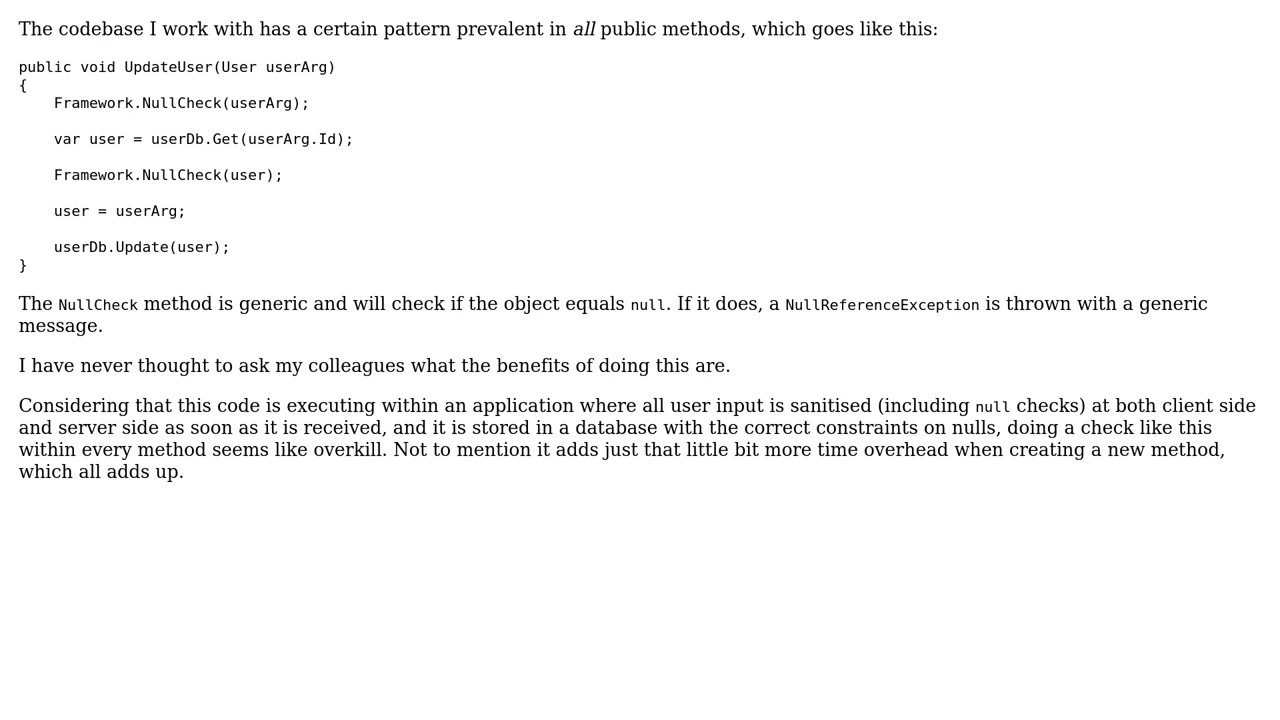 The codebase I work with has a certain pattern prevalent in all public methods, which goes like this:
public void UpdateUser(User userArg)
{
    Framework.NullCheck(userArg);
    var user = userDb.Get(userArg.Id);
    Framework.NullCheck(user);
    user = userArg;
    userDb.Update(user);
}
The NullCheck method is generic and will check if the object equals null. If it does, a NullReferenceException is thrown with a generic
message.
I have never thought to ask my colleagues what the benefits of doing this are.
Considering that this code is executing within an application where all user input is sanitised (including null checks) at both client side
and server side as soon as it is received, and it is stored in a database with the correct constraints on nulls, doing a check like this
within every method seems like overkill. Not to mention it adds just that little bit more time overhead when creating a new method,
which all adds up.